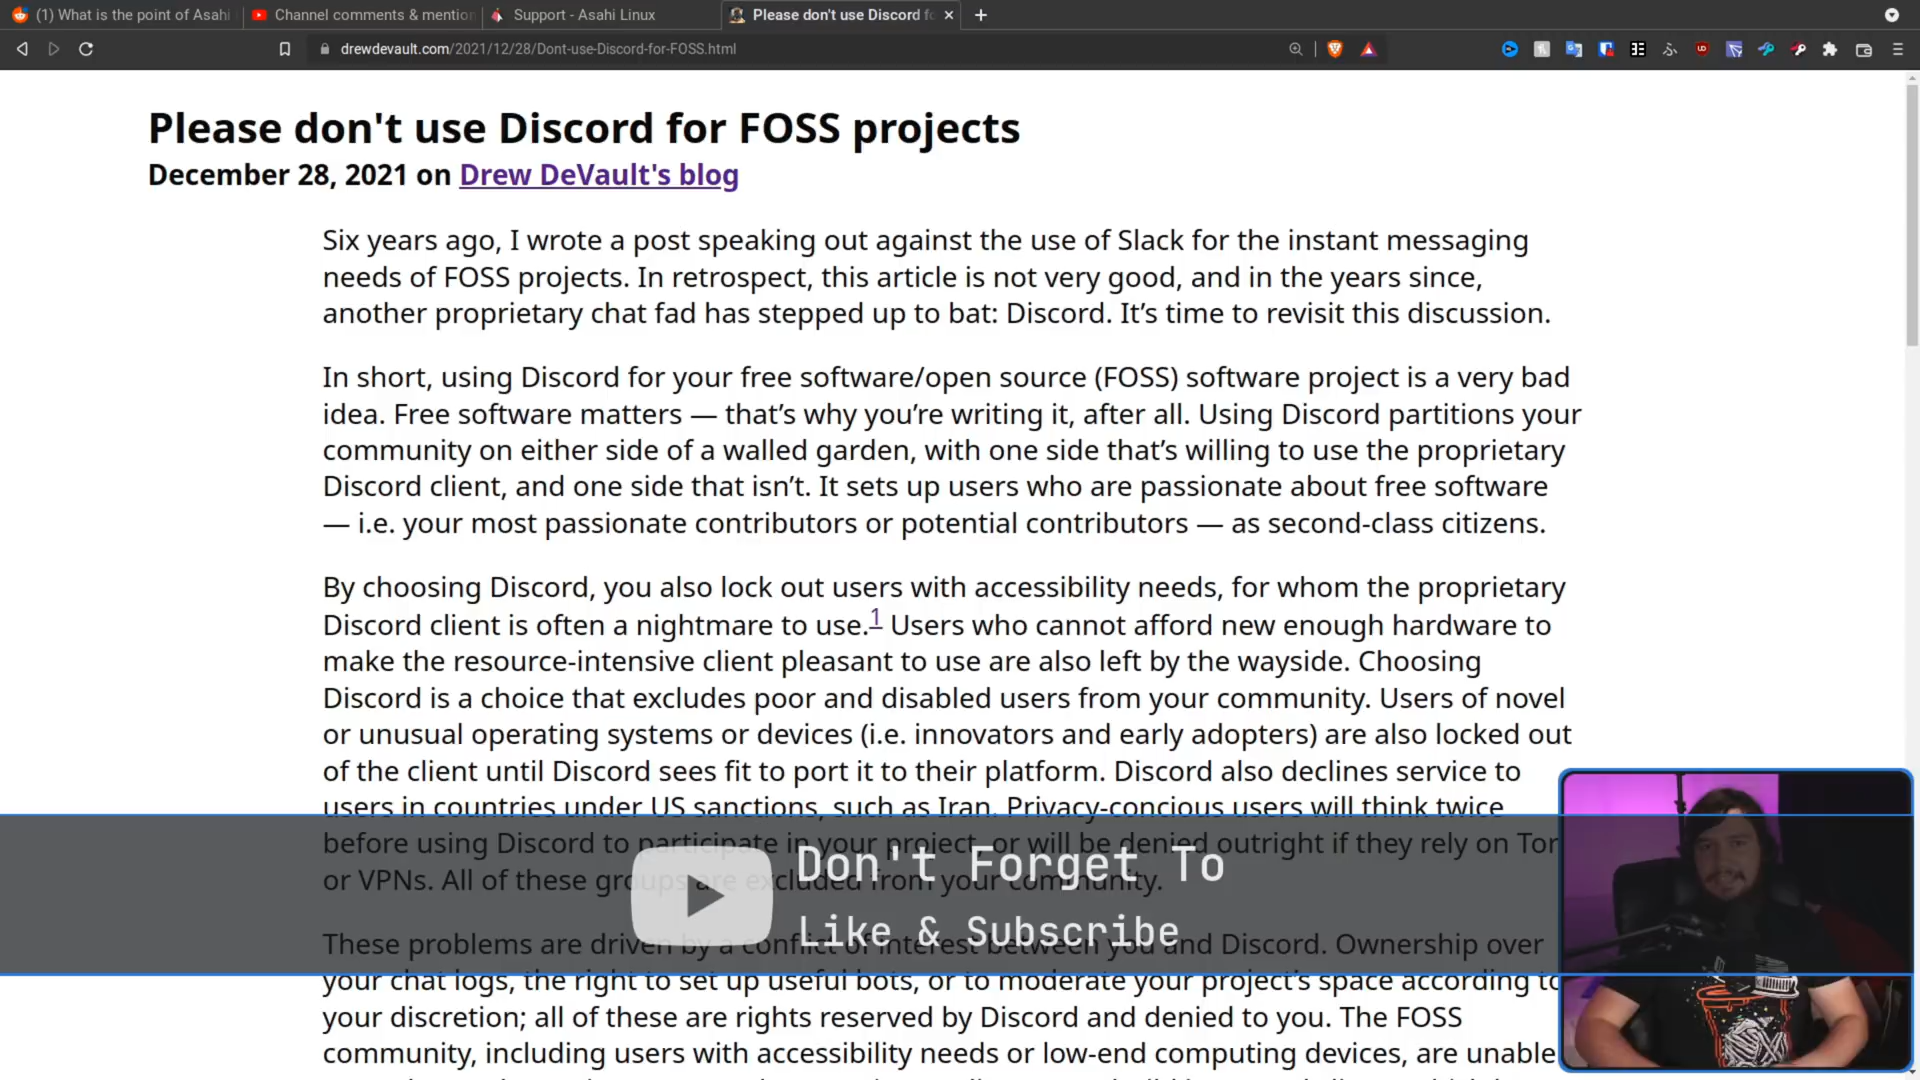 (1) What is the point of Asahi
Channel comments & mention
Support - Asahi Linux
Please don't use Discord fo
drewdevault.com/2021/12/28/Dont-use-Discord-for-FOSS.html
Please don't use Discord for FOSS projects
December 28, 2021 on Drew DeVault's blog
Six years ago, I wrote a post speaking out against the use of Slack for the instant messaging
needs of FOSS projects. In retrospect, this article is not very good, and in the years since,
another proprietary chat fad has stepped up to bat: Discord. It’s time to revisit this discussion.
In short, using Discord for your free software/open source (FOSS) software project is a very bad
idea. Free software matters — that’s why you’re writing it, after all. Using Discord partitions your
community on either side of a walled garden, with one side that’s willing to use the proprietary
Discord client, and one side that isn’t. It sets up users who are passionate about free software
— i.e. your most passionate contributors or potential contributors — as second-class citizens.
By choosing Discord, you also lock out users with accessibility needs, for whom the proprietary
Discord client is often a nightmare to use.1 Users who cannot afford new enough hardware to
make the resource-intensive client pleasant to use are also left by the wayside. Choosing
Discord is a choice that excludes poor and disabled users from your community. Users of novel
or unusual operating systems or devices (i.e. innovators and early adopters) are also locked out
of the client until Discord sees fit to port it to their platform. Discord also declines service to
users in countries under US sanctions, such as Iran. Privacy-concious users will think twice
before using Discord to participate in your project, or will be denied outright if they rely on Tor
or VPNs. All of these groups are excluded from your community.
Don't Forget To
Like & Subscribe
These problems are driven by a conflict of interest between you and Discord. Ownership over
your chat logs, the right to set up useful bots, or to moderate your project’s space according to
your discretion; all of these are rights reserved by Discord and denied to you. The FOSS
community, including users with accessibility needs or low-end computing devices, are unable